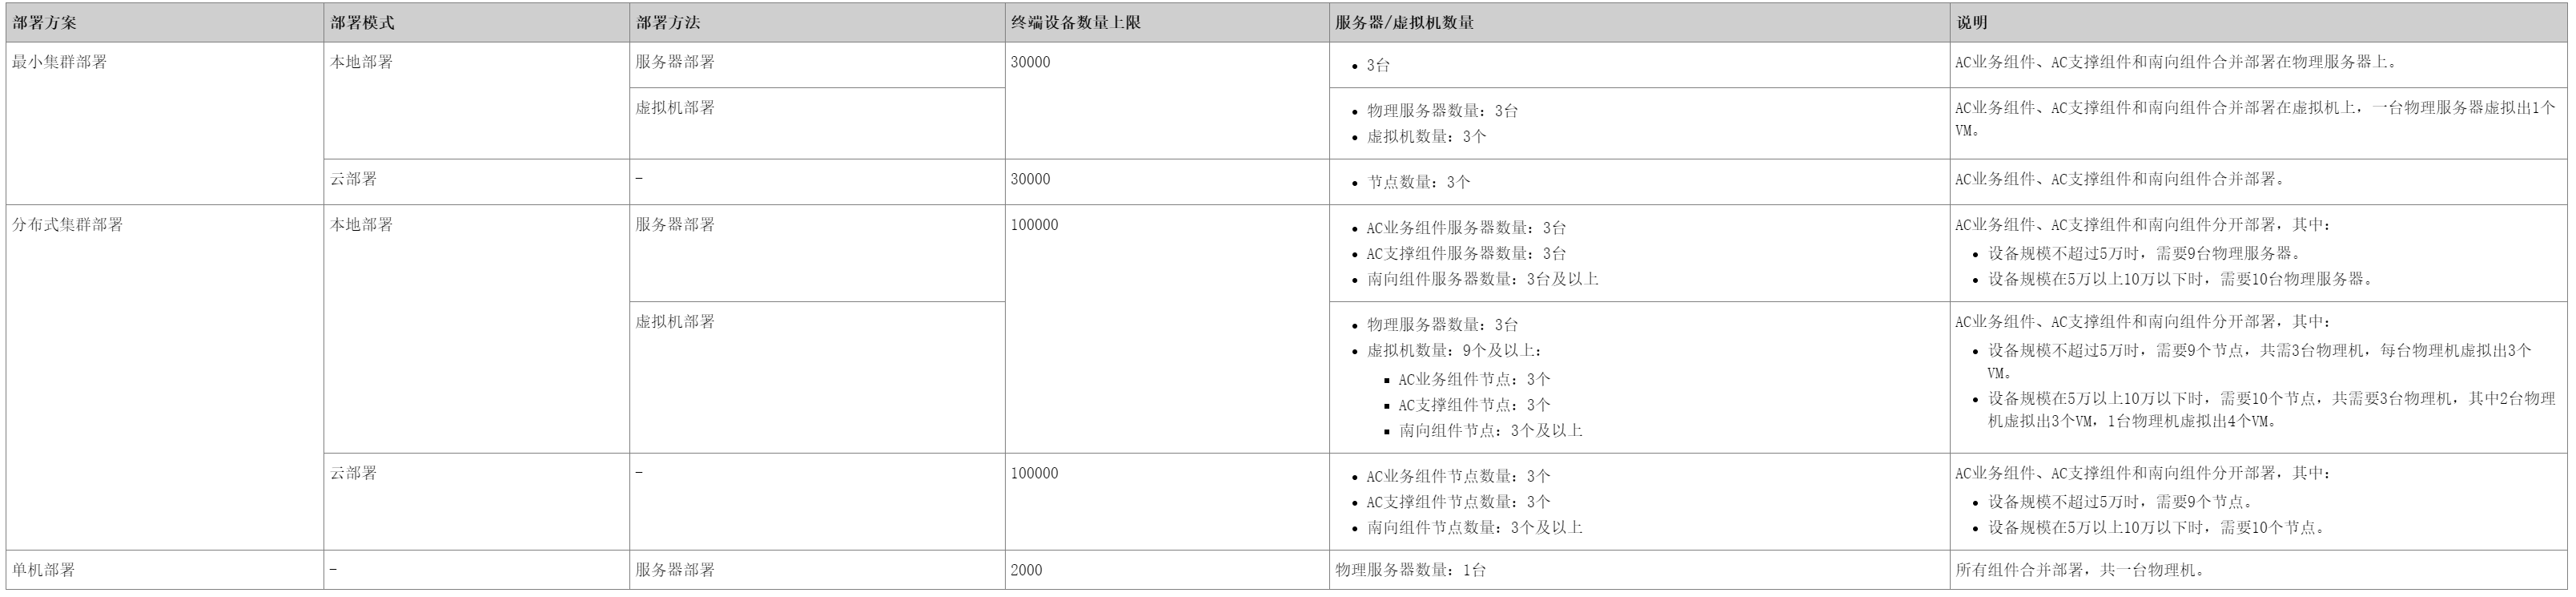 部署方案 部署模式 部署方法 终端设备数量上限 服务器/虚拟机数量 说明
最小集群部署 本地部署 服务器部署 30000 • 3台 AC业务组件、AC支撑组件和南向组件合并部署在物理服务器上。
虚拟机部署
• 物理服务器数量：3台
• 虚拟机数量：3个
AC业务组件、AC支撑组件和南向组件合并部署在虚拟机上，一台物理服务器虚拟出1个
VM。
云部署 - 30000 • 节点数量：3个 AC业务组件、AC支撑组件和南向组件合并部署。
分布式集群部署 本地部署 服务器部署 100000
• AC业务组件服务器数量：3台
• AC支撑组件服务器数量：3台
• 南向组件服务器数量：3台及以上
AC业务组件、AC支撑组件和南向组件分开部署，其中：
• 设备规模不超过5万时，需要9台物理服务器。
• 设备规模在5万以上10万以下时，需要10台物理服务器。
虚拟机部署
• 物理服务器数量：3台
• 虚拟机数量：9个及以上：
▪ AC业务组件节点：3个
▪ AC支撑组件节点：3个
▪ 南向组件节点：3个及以上
AC业务组件、AC支撑组件和南向组件分开部署，其中：
• 设备规模不超过5万时，需要9个节点，共需3台物理机，每台物理机虚拟出3个
VM。
• 设备规模在5万以上10万以下时，需要10个节点，共需要3台物理机，其中2台物理
机虚拟出3个VM，1台物理机虚拟出4个VM。
云部署 - 100000
• AC业务组件节点数量：3个
• AC支撑组件节点数量：3个
• 南向组件节点数量：3个及以上
AC业务组件、AC支撑组件和南向组件分开部署，其中：
• 设备规模不超过5万时，需要9个节点。
• 设备规模在5万以上10万以下时，需要10个节点。
单机部署 - 服务器部署 2000 物理服务器数量：1台 所有组件合并部署，共一台物理机。